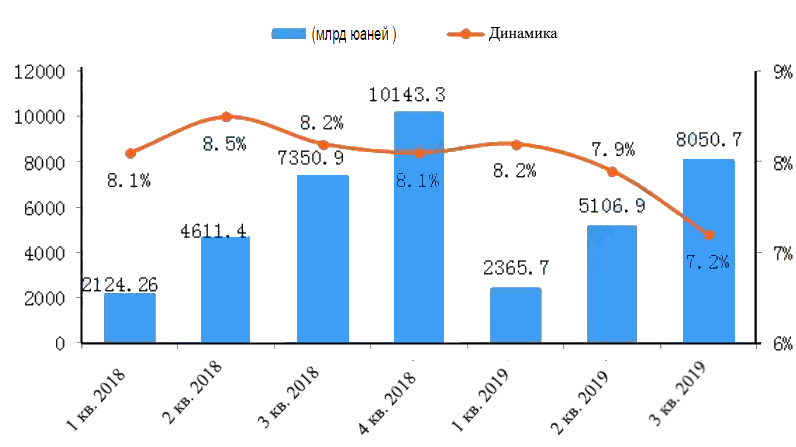 (млрд юаней )
Динамика
12000
10000
8000
6000
4000
2000
0
9%
8%
7%
6%
2124.26
4611.4
7350.9
10143.3
2365.7
5106.9
8050.7
8.1%
8.5%
8.2%
8.1%
8.2%
7.9%
7.2%
1 кв. 2018
2 кв. 2018
3 кв. 2018
4 кв. 2018
1 кв. 2019
2 кв. 2019
3 кв. 2019